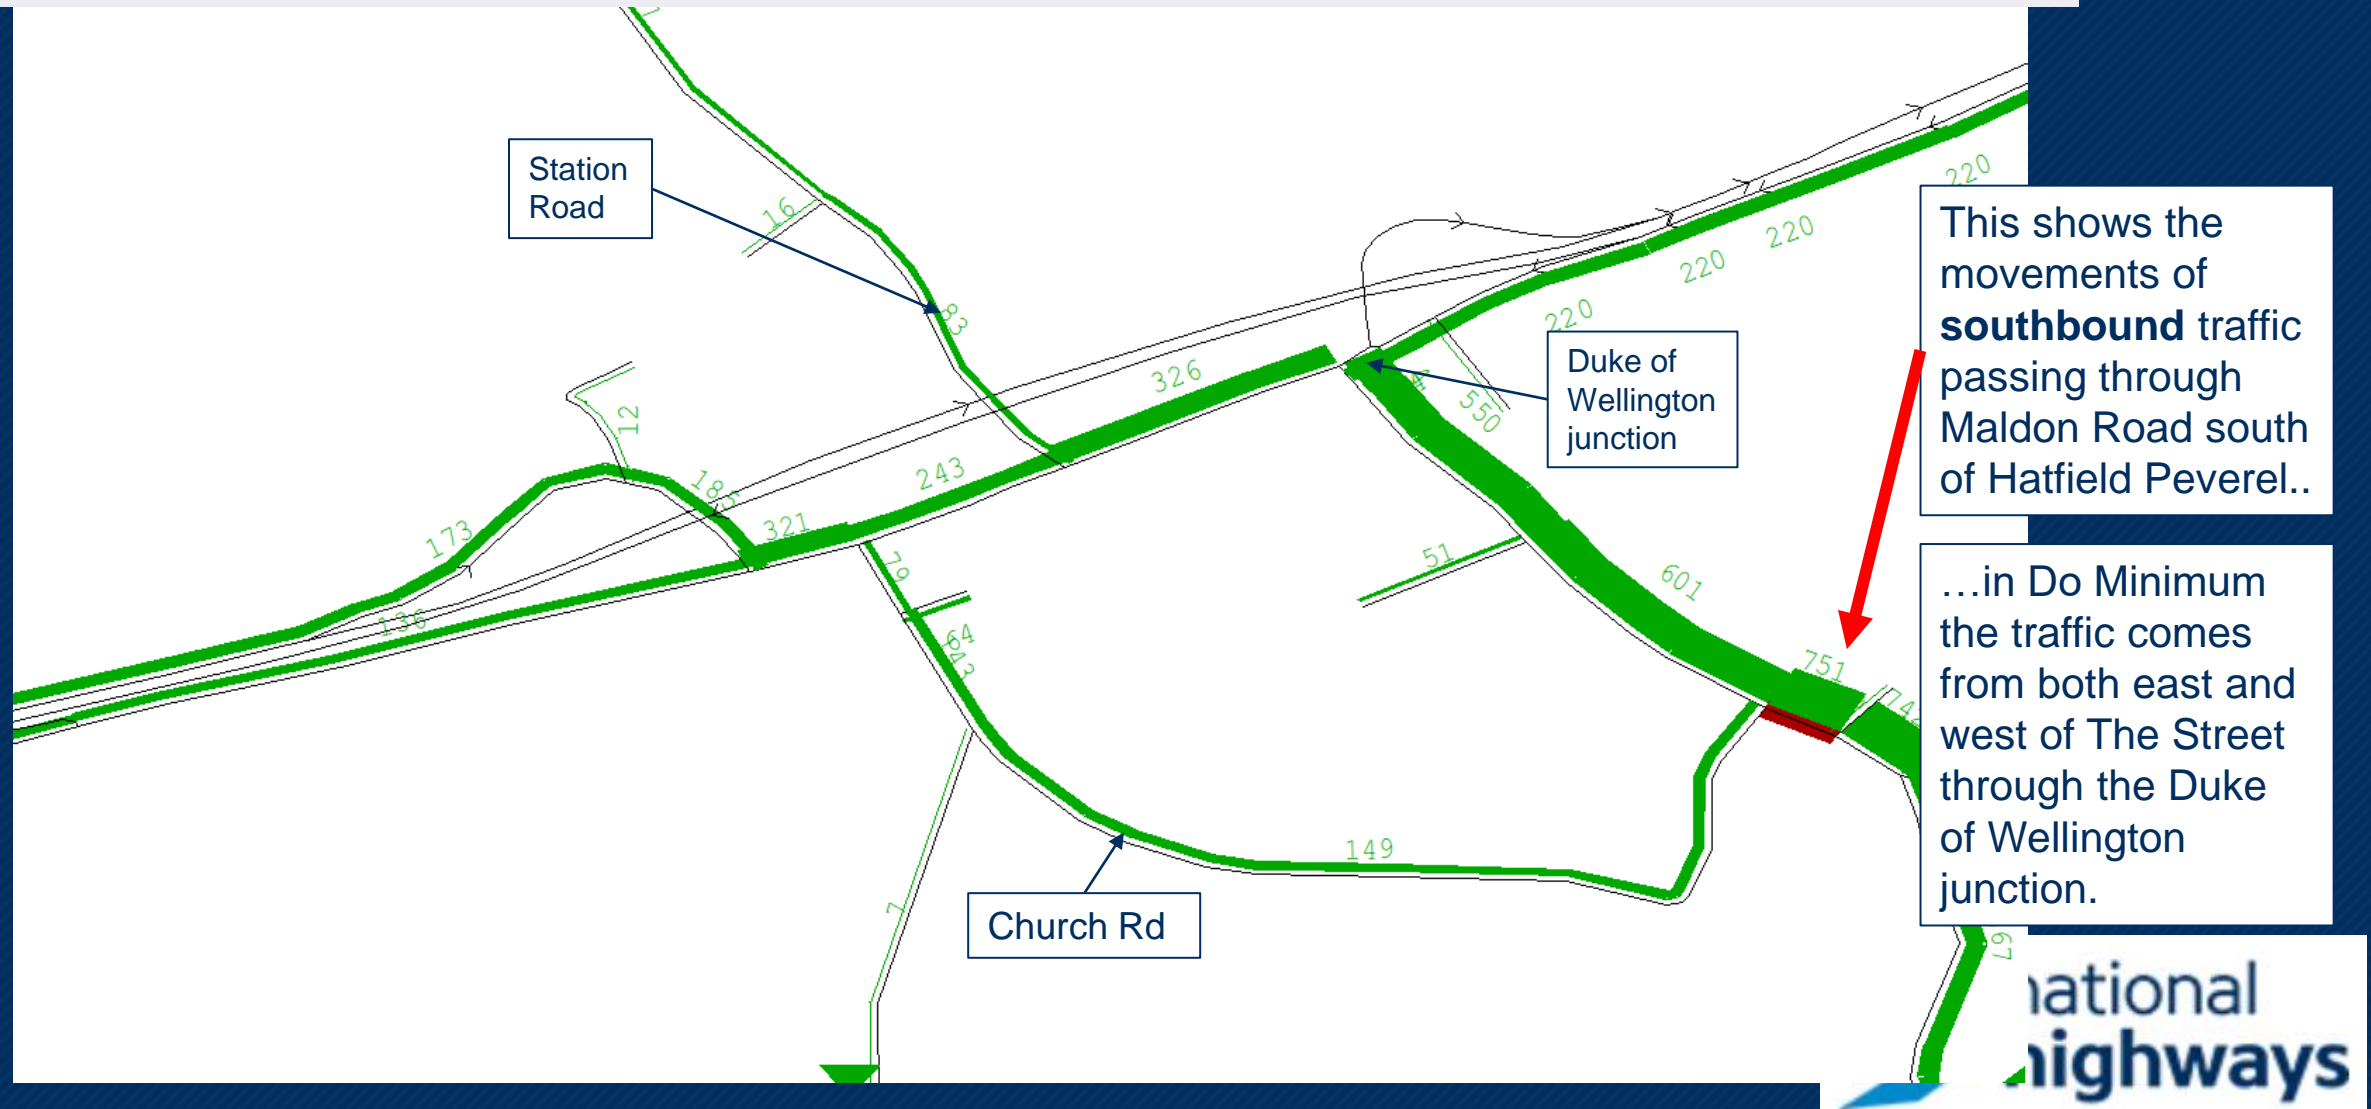 Station
Road
16
83
12
185
173
136
321
243
326
79
64
143
7
149
51
220
220
220
220
Duke of
Wellington
junction
550
601
751
742
Church Rd
This shows the
movements of
southbound traffic
passing through
Maldon Road south
of Hatfield Peverel..
…in Do Minimum
the traffic comes
from both east and
west of The Street
through the Duke
of Wellington
junction.
national
highways